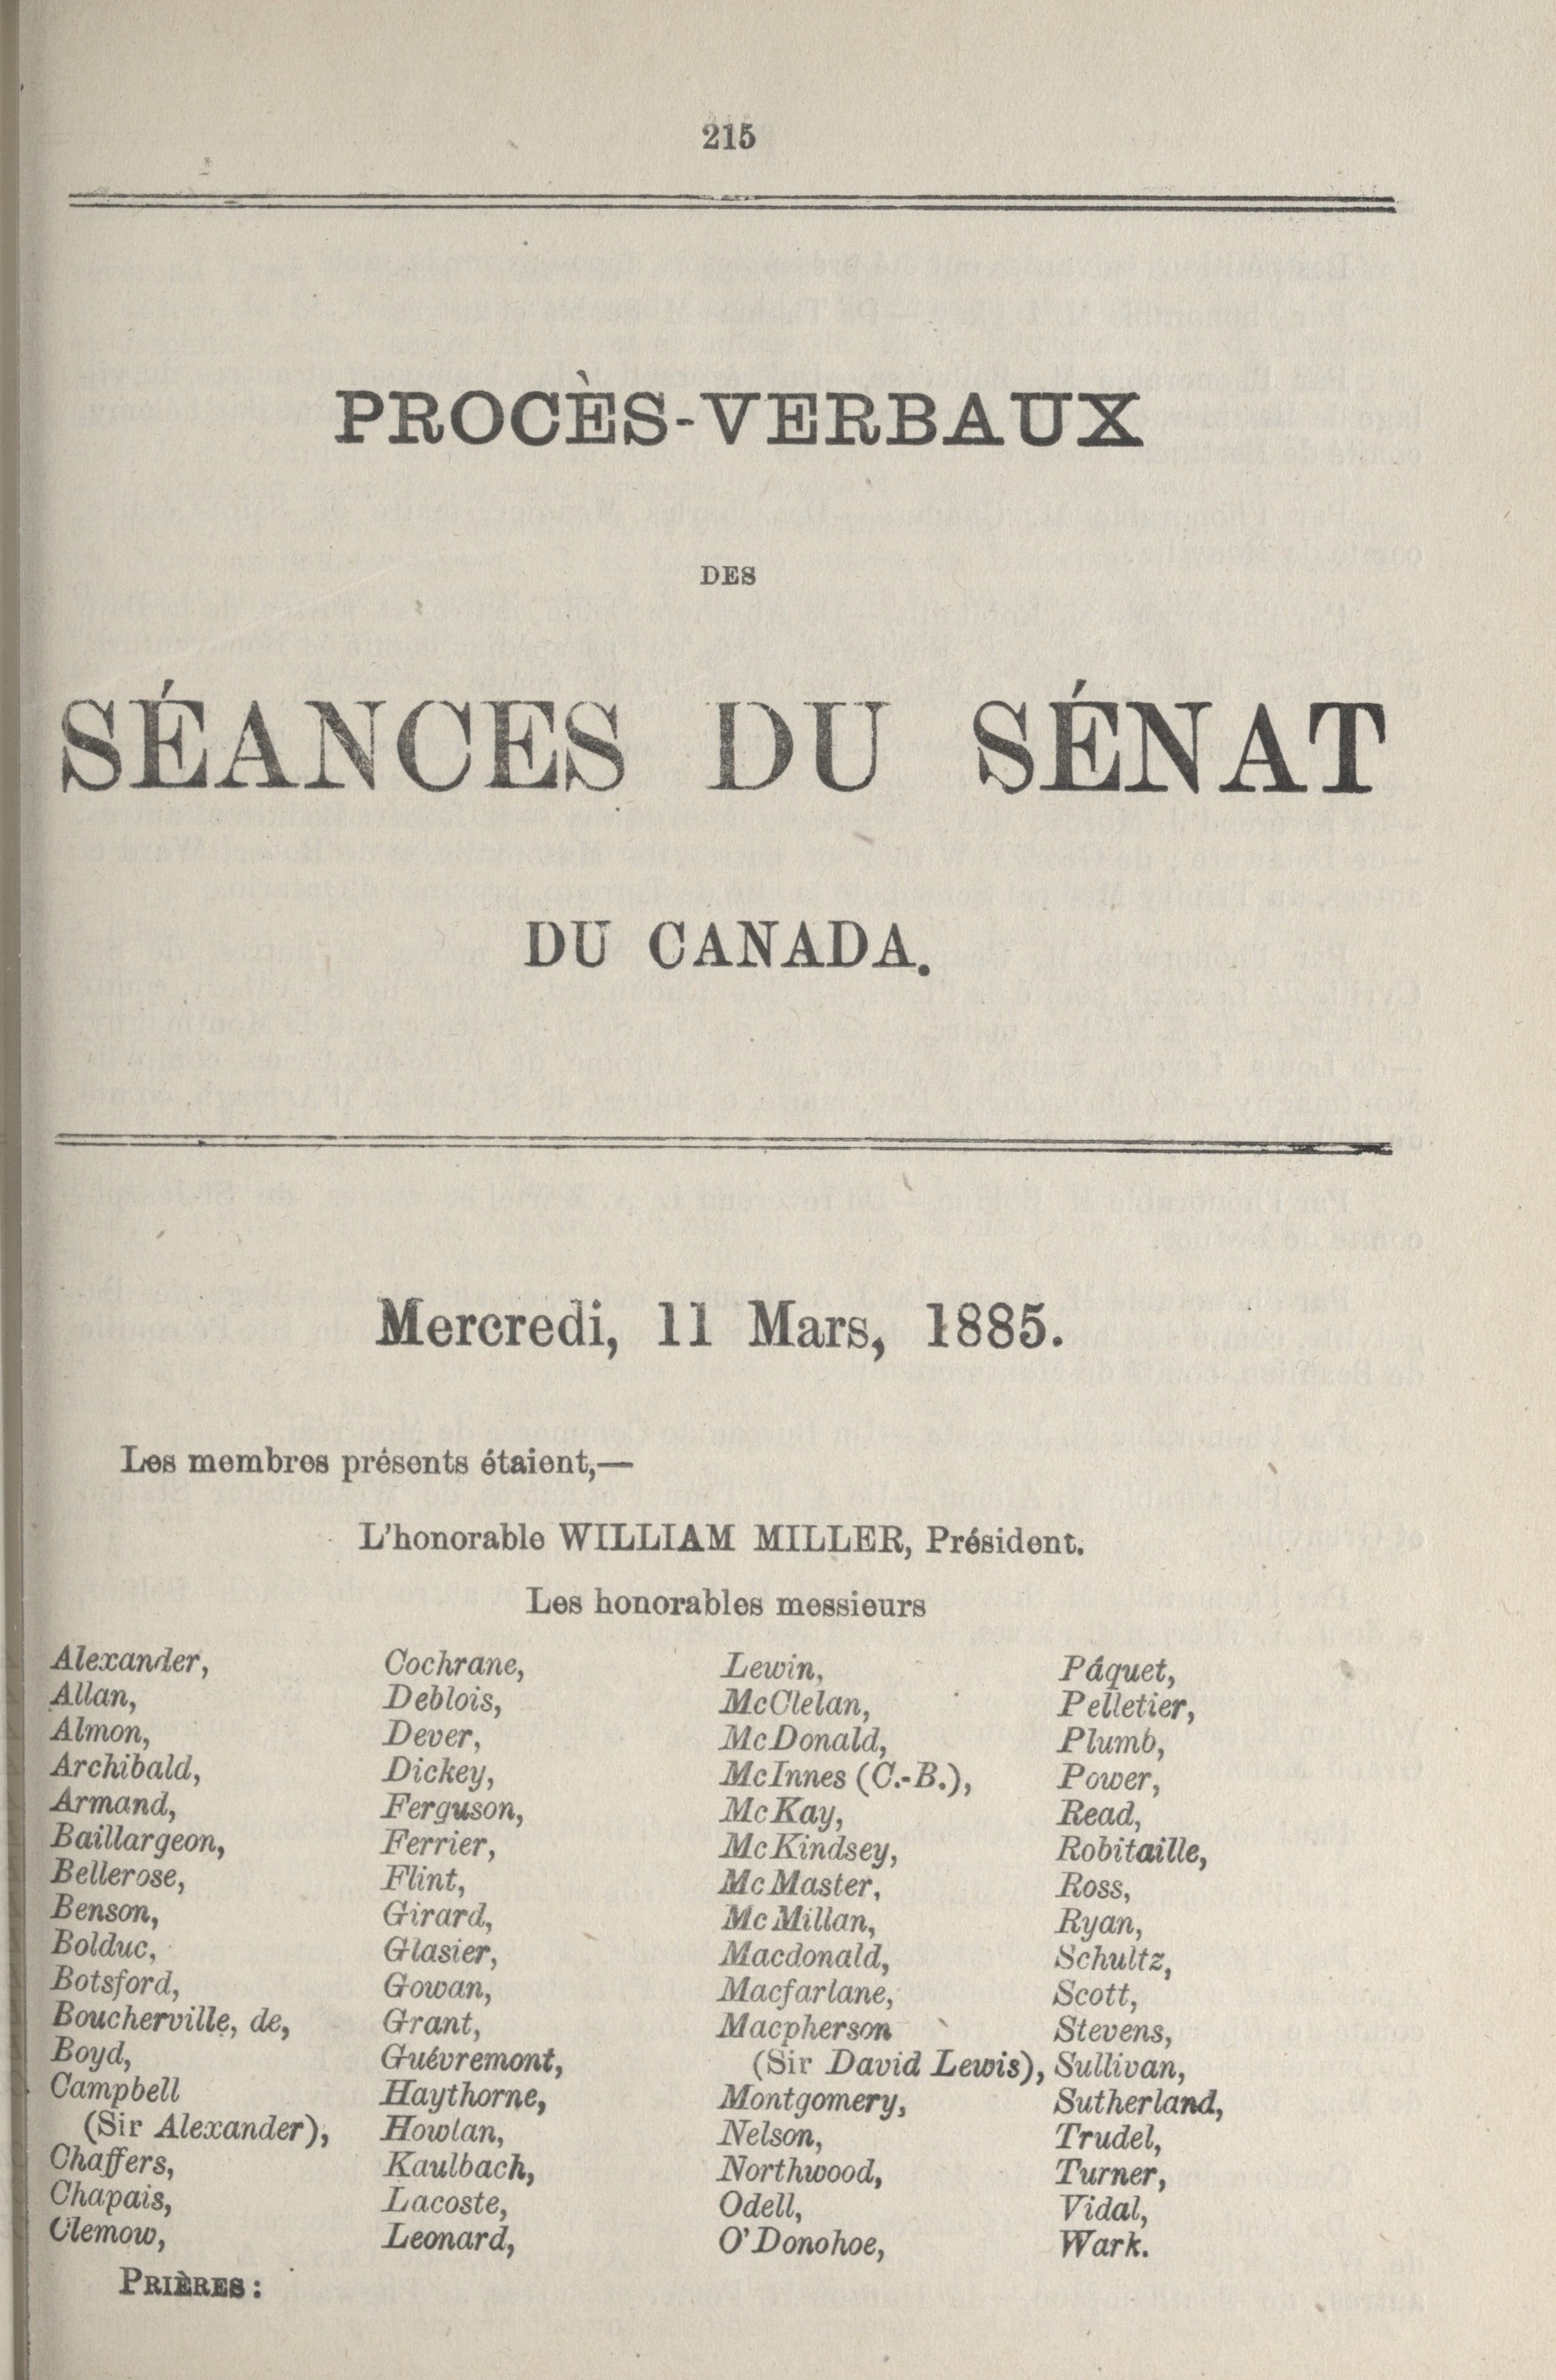 215
PROCÈS-VERBAUX
DES
SÉANCES DU SÉNAT
DU CANADA.
Mercredi, 11 Mars, 1885.
Les membres présents étaient,—
L'honorable WILLIAM MILLER, Président.
Les honorables messieurs
Alexander,
Allan,
Almon,
Archibald,
Armand,
Baillargeon,
Bellerose,
Benson,
Bolduc,
Botsford,
Boucherville, de,
Boyd,
Campbell
(Sir Alexander),
Chaffers,
Chapais,
Clemow,
Cochrane,
Deblois,
Dever,
Dickey,
Ferguson,
Ferrier,
Flint,
Girard,
Glasier,
Gowan,
Grant,
Guévremont,
Haythorne,
Howlan,
Kaulbach,
Lacoste,
Leonard,
Lewin,
McClelan,
McDonald,
McInnes (C.-B.),
McKay,
McKindsey,
McMaster,
McMillan,
Macdonald,
Macfarlane,
Macpherson
(Sir David Lewis),
Montgomery,
Nelson,
Northwood,
Odell,
O'Donohoe,
Pâquet,
Pelletier,
Plumb,
Power,
Read,
Robitaille,
Ross,
Ryan,
Schultz,
Scott,
Stevens,
Sullivan,
Sutherland,
Trudel,
Turner,
Vidal,
Wark.
PRIÈRES :